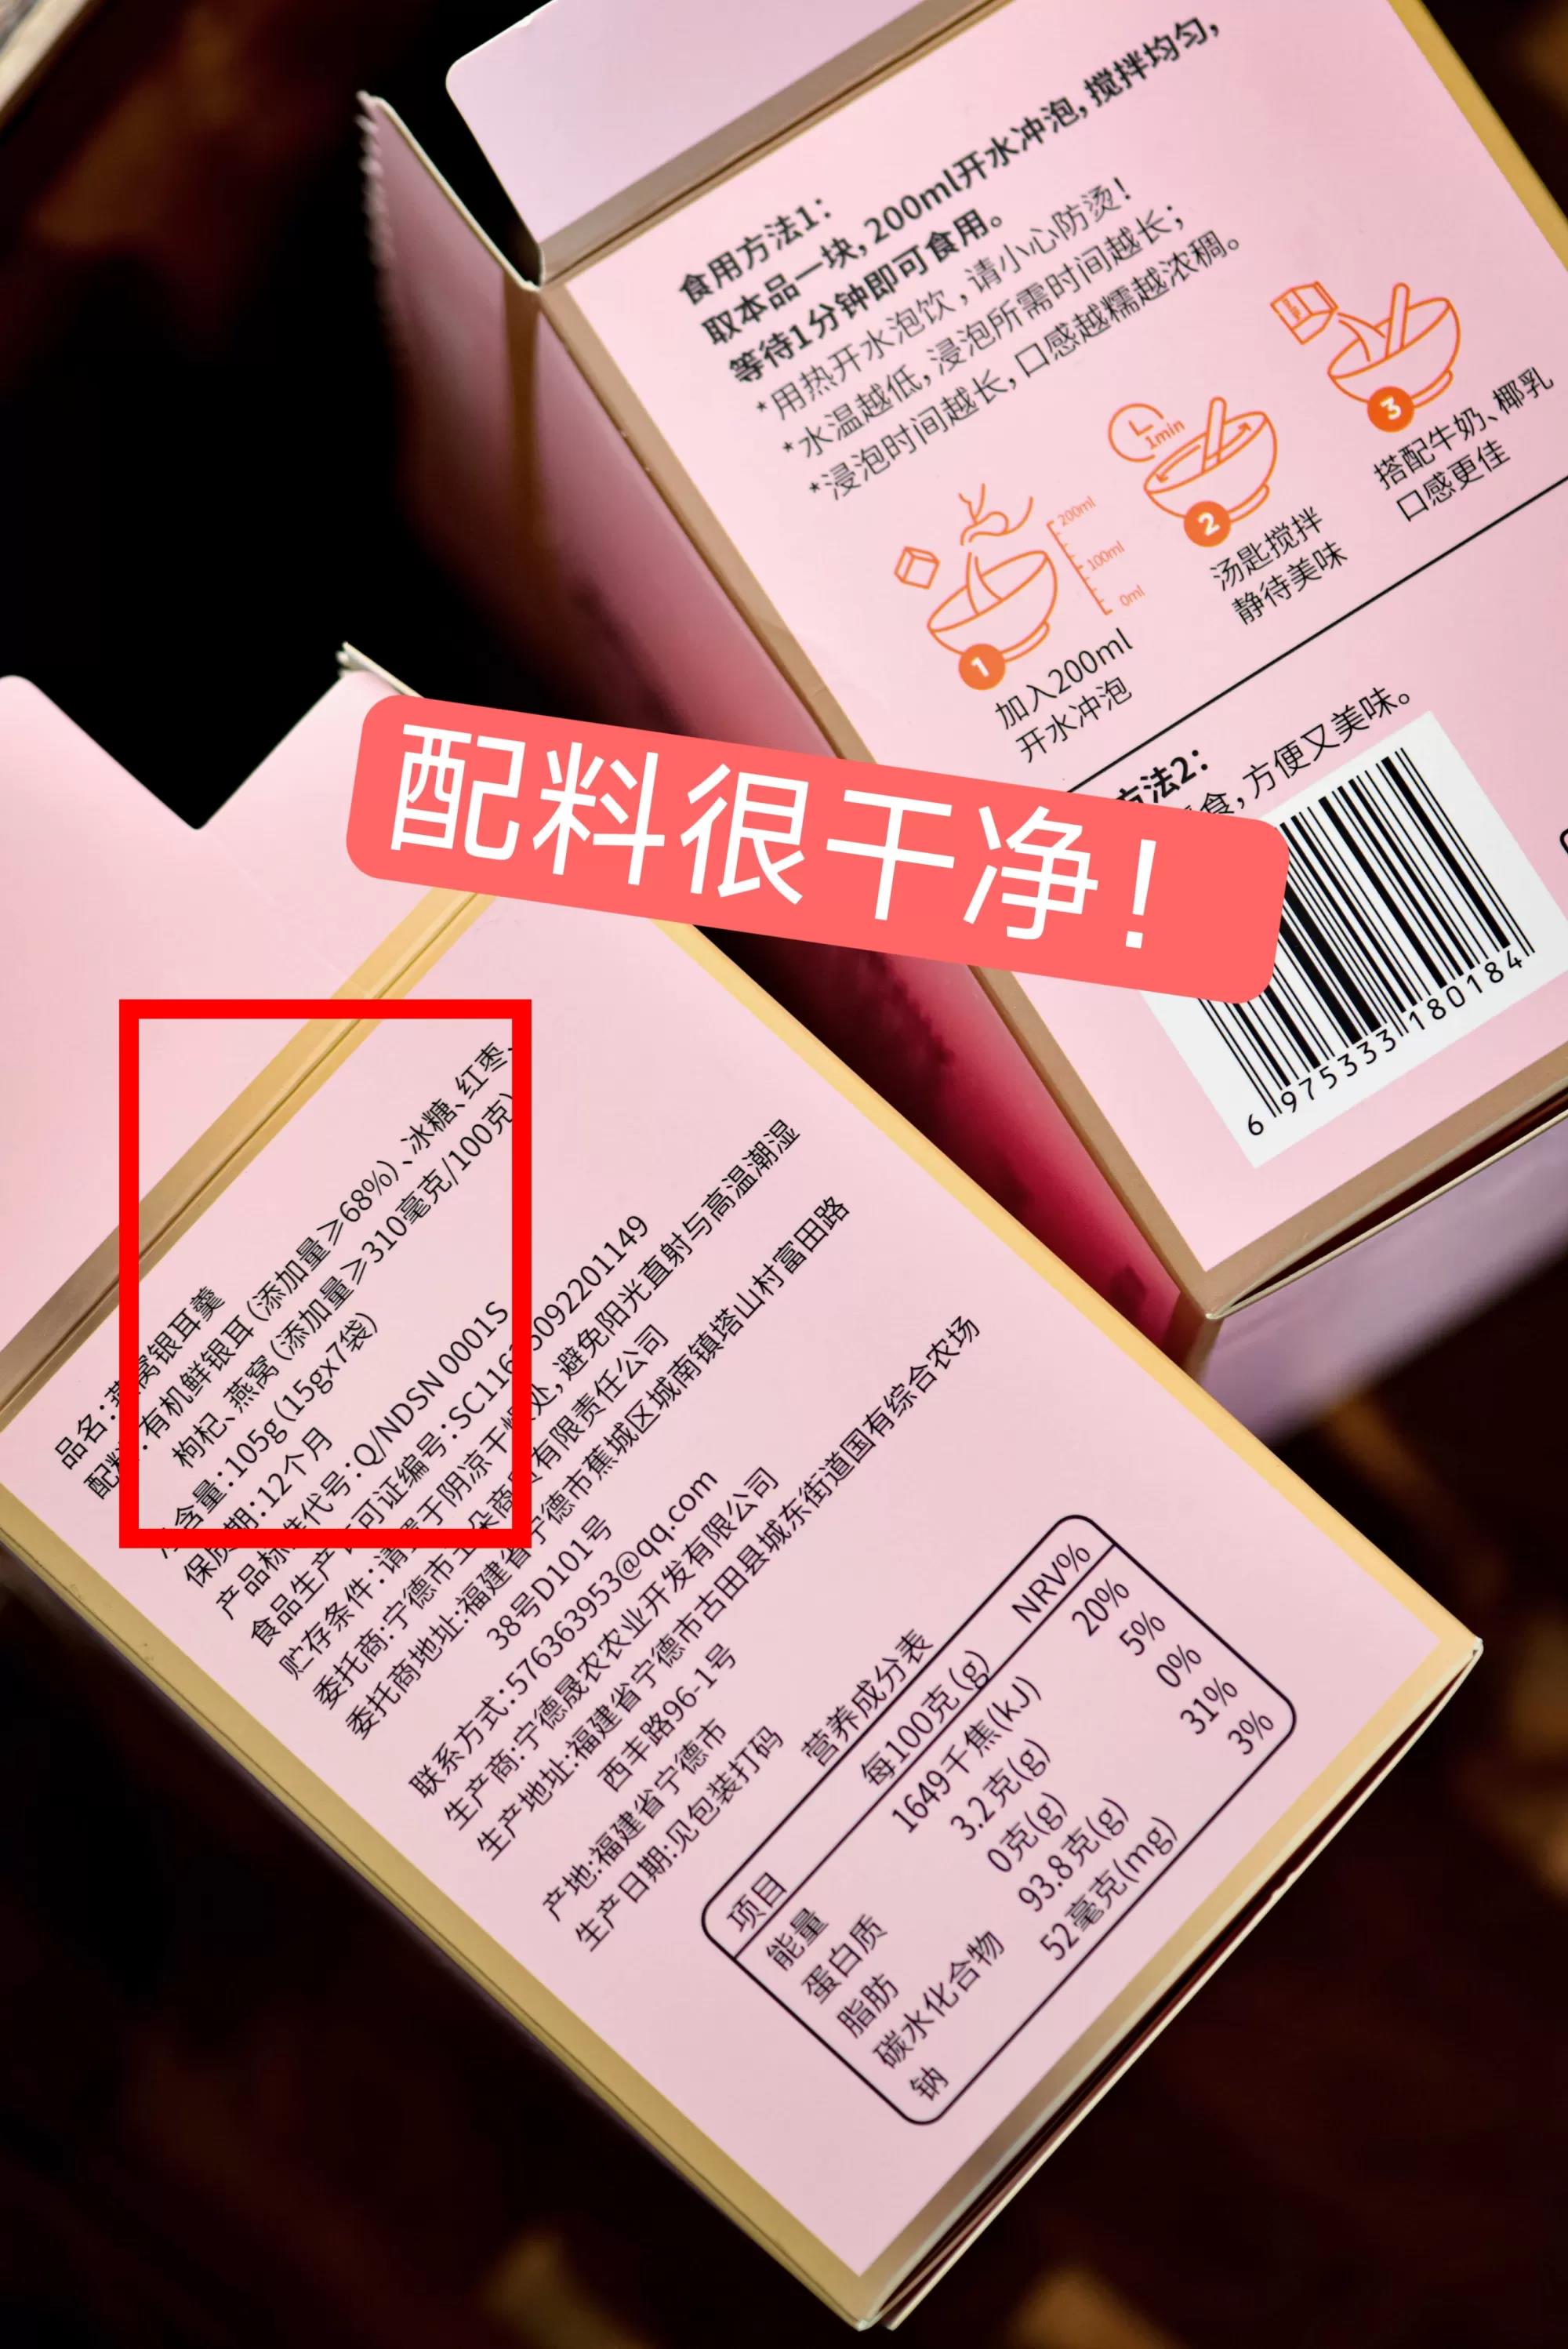 食用方法1：
取本品一块，200ml开水冲泡，搅拌均匀，
等待1分钟即可食用。
*用热开水泡饮，请小心防烫！
*水温越低，浸泡所需时间越长；
*浸泡时间越长，口感越糯越浓稠。
200ml
100ml
0ml
1
加入200ml
开水冲泡
1min
2
汤匙搅拌
静待美味
3
搭配牛奶、椰乳
口感更佳
方法2：
食，方便又美味。
6 975333 180184
配料很干净！
品名：燕窝银耳羹
配料：有机鲜银耳（添加量≥68%）、冰糖、红枣、
枸杞、燕窝（添加量≥310毫克/100克）
净含量：105g（15gx7袋）
保质期：12个月
产品标准代号：Q/NDSN 0001S
食品生产许可证编号：SC116350922201149
贮存条件：请置于阴凉干燥处，避免阳光直射与高温潮湿
委托商：宁德市五朵商贸有限责任公司
委托商地址：福建省宁德市蕉城区城南镇塔山村富田路
38号D101号
联系方式：576363953@qq.com
生产商：宁德晟农农业开发有限公司
生产地址：福建省宁德市古田县城东街道国有综合农场
西丰路96-1号
产地：福建省宁德市
生产日期：见包装打码
营养成分表
项目 每100克(g) NRV%
能量 1649千焦(kJ) 20%
蛋白质 3.2克(g) 5%
脂肪 0克(g) 0%
碳水化合物 93.8克(g) 31%
钠 52毫克(mg) 3%